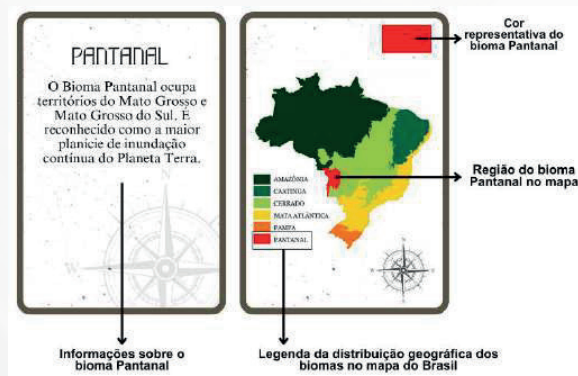 Cor
representativa do
bioma Pantanal
PANTANAL
O Bioma Pantanal ocupa
territórios do Mato Grosso e
Mato Grosso do Sul. É
reconhecido como a maior
planície de inundação
contínua do Planeta Terra.
Região do bioma
Pantanal no mapa
AMAZÔNIA
CAATINGA
CERRADO
MATA ATLÂNTICA
PAMPA
PANTANAL
N
W
E
S
Informações sobre o
bioma Pantanal
Legenda da distribuição geográfica dos
biomas no mapa do Brasil